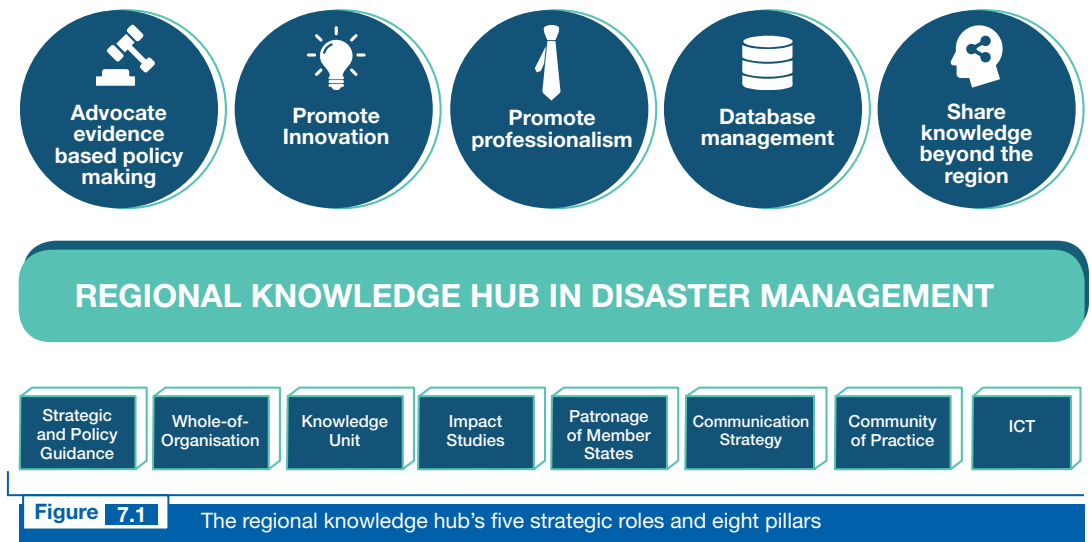 Advocate
evidence
based policy
making
Promote
Innovation
Promote
professionalism
Database
management
Share
knowledge
beyond the
region
REGIONAL KNOWLEDGE HUB IN DISASTER MANAGEMENT
Strategic
and Policy
Guidance
Whole-of-
Organisation
Knowledge
Unit
Impact
Studies
Patronage
of Member
States
Communication
Strategy
Community
of Practice
ICT
Figure 7.1 The regional knowledge hub's five strategic roles and eight pillars